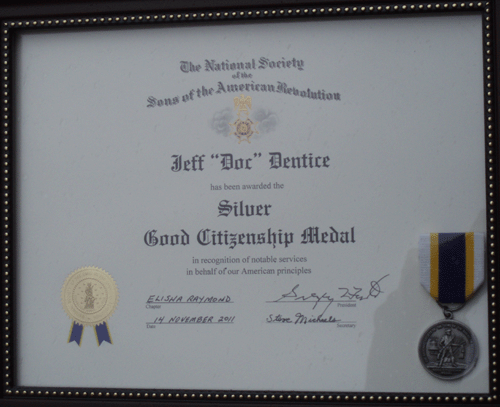 The National Society
of the
Sons of the American Revolution
Jeff "Doc" Dentice
has been awarded the
Silver
Good Citizenship Medal
in recognition of notable services
in behalf of our American principles
ELISHA RAYMOND
Chapter
President
14 NOVEMBER 2011
Steve Michaels
Date
Secretary